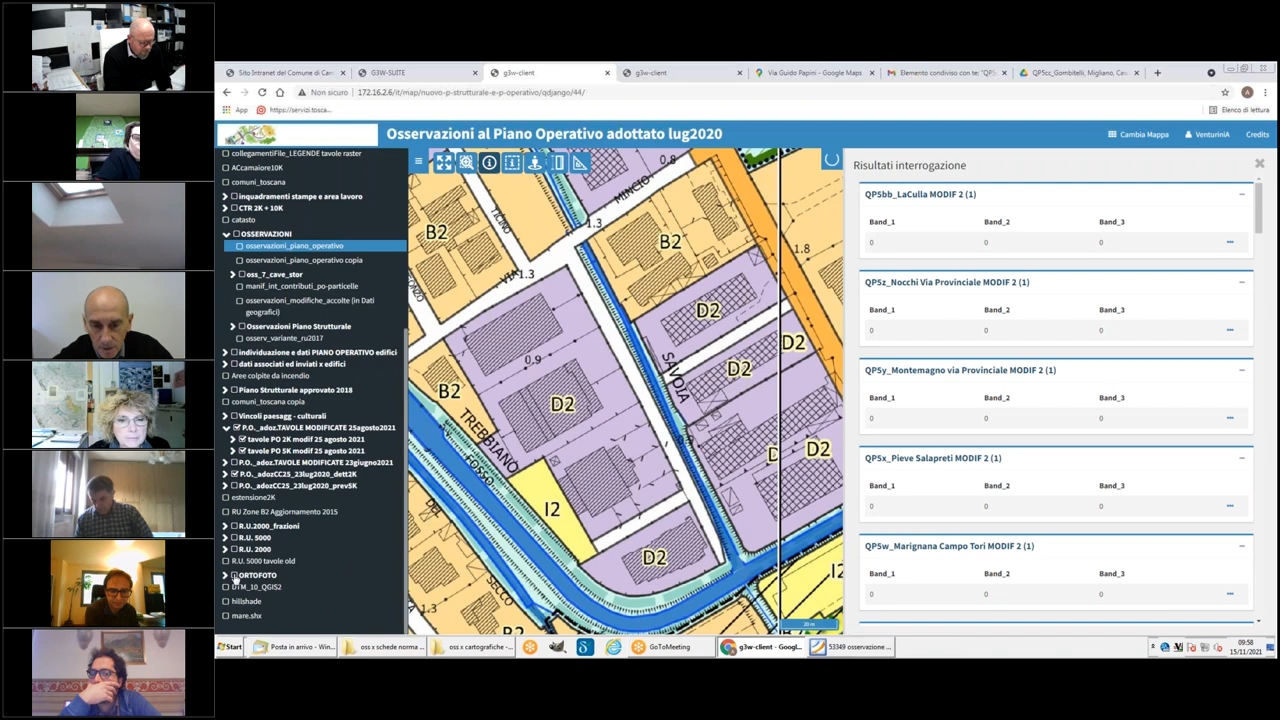 Sito Intranet del Comune di Cam
G3W-SUITE
g3w-client
g3w-client
Via Guido Papini - Google Maps
Elemento condiviso con te: "QP5
QP5cc_Gombitelli, Migliano, Cas
Non sicuro | 172.16.2.6/it/map/nuovo-p-strutturale-e-p-operativo/qdjango/44/
App
https://servizi.tosca...
Elenco di lettura
Osservazioni al Piano Operativo adottato lug2020
Cambia Mappa
VenturiniA
Credits
collegamentiFile_LEGENDE tavole raster
ACcamaiore10K
comuni_toscana
inquadramenti stampe e area lavoro
CTR 2K + 10K
catasto
OSSERVAZIONI
osservazioni_piano_operativo
osservazioni_piano_operativo copia
oss_7_cave_stor
manif_int_contributi_po-particelle
osservazioni_modifiche_accolte (in Dati
geografici)
Osservazioni Piano Strutturale
osserv_variante_ru2017
individuazione e dati PIANO OPERATIVO edifici
dati associati ed inviati x edifici
Aree colpite da incendio
Piano Strutturale approvato 2018
comuni_toscana copia
Vincoli paesagg - culturali
P.O._adoz.TAVOLE MODIFICATE 25agosto2021
tavole PO 2K modif 25 agosto 2021
tavole PO 5K modif 25 agosto 2021
P.O._adoz.TAVOLE MODIFICATE 23giugno2021
P.O._adozCC25_23lug2020_dett2K
P.O._adozCC25_23lug2020_prev5K
estensione2K
RU Zone B2 Aggiornamento 2015
R.U.2000_frazioni
R.U. 5000
R.U. 2000
R.U. 5000 tavole old
ORTOFOTO
UTM_10_QGIS2
hillshade
mare.shx
0.8
MINCIO
1.3
TICINO
B2
B2
1.8
VIA
1.3
D2
D2
0.9
SAVOIA
D2
B2
D2
TREBBIANO
D2
FOSSO
I2
D2
SECCO
1.3
B2
I2
20 m
Risultati interrogazione
QP5bb_LaCulla MODIF 2 (1)
Band_1 Band_2 Band_3
0 0 0
QP5z_Nocchi Via Provinciale MODIF 2 (1)
Band_1 Band_2 Band_3
0 0 0
QP5y_Montemagno via Provinciale MODIF 2 (1)
Band_1 Band_2 Band_3
0 0 0
QP5x_Pieve Salapreti MODIF 2 (1)
Band_1 Band_2 Band_3
0 0 0
QP5w_Marignana Campo Tori MODIF 2 (1)
Band_1 Band_2 Band_3
0 0 0
Start
Posta in arrivo - Win...
oss x schede norma ...
oss x cartografiche - ...
GoToMeeting
g3w-client - Googl...
53349 osservazione ...
09:58
15/11/2021